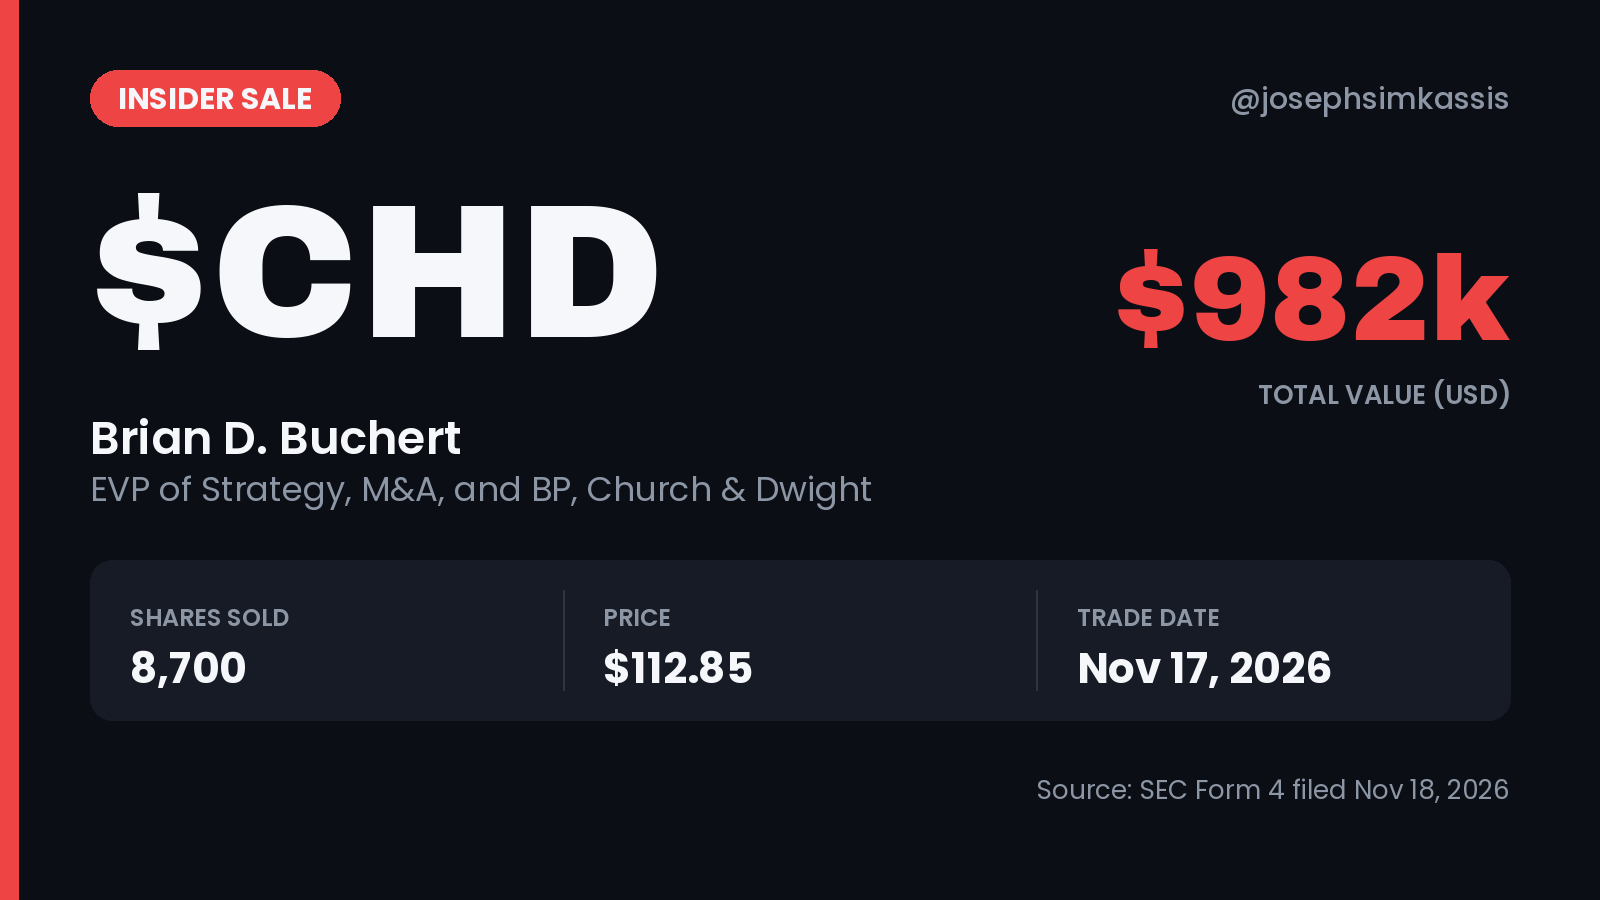 INSIDER SALE
@josephsimkassis
$CHD
$982k
TOTAL VALUE (USD)
Brian D. Buchert
EVP of Strategy, M&A, and BP, Church & Dwight
SHARES SOLD
8,700
PRICE
$112.85
TRADE DATE
Nov 17, 2026
Source: SEC Form 4 filed Nov 18, 2026